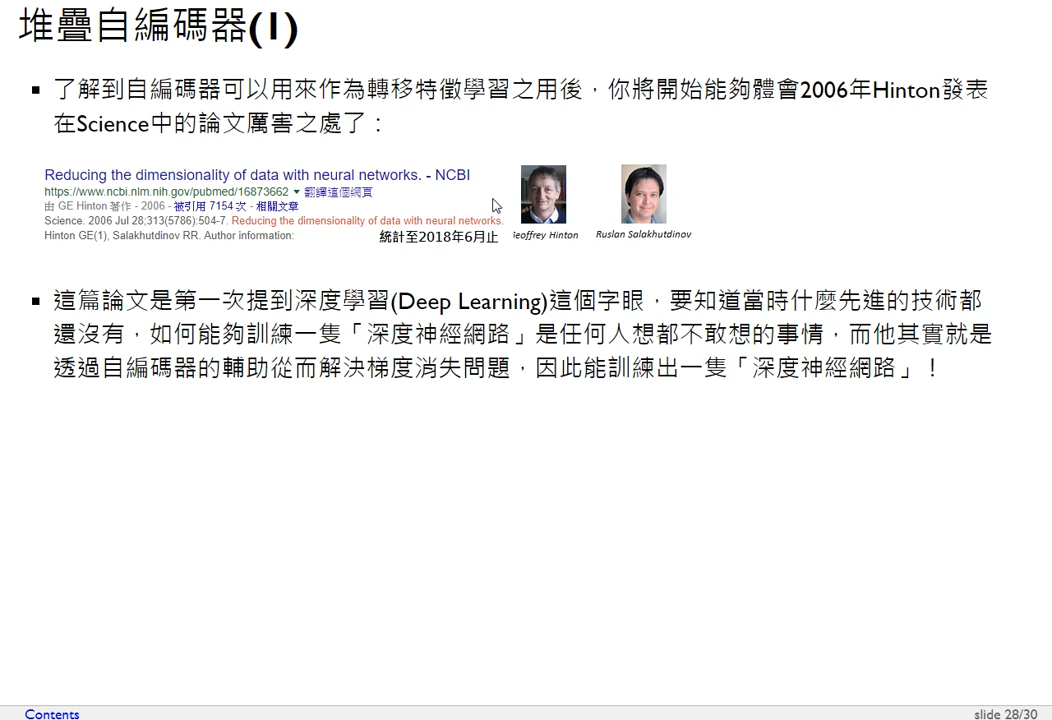 堆疊自編碼器(1)
▪ 了解到自編碼器可以用來作為轉移特徵學習之用後，你將開始能夠體會2006年Hinton發表
在Science中的論文厲害之處了：
Reducing the dimensionality of data with neural networks. - NCBI
https://www.ncbi.nlm.nih.gov/pubmed/16873662 ▼ 翻譯這個網頁
由 GE Hinton 著作 - 2006 - 被引用 7154 次 - 相關文章
Science. 2006 Jul 28;313(5786):504-7. Reducing the dimensionality of data with neural networks.
Hinton GE(1), Salakhutdinov RR. Author information:
統計至2018年6月止
Geoffrey Hinton
Ruslan Salakhutdinov
▪ 這篇論文是第一次提到深度學習(Deep Learning)這個字眼，要知道當時什麼先進的技術都
還沒有，如何能夠訓練一隻「深度神經網路」是任何人想都不敢想的事情，而他其實就是
透過自編碼器的輔助從而解決梯度消失問題，因此能訓練出一隻「深度神經網路」！
Contents
slide 28/30